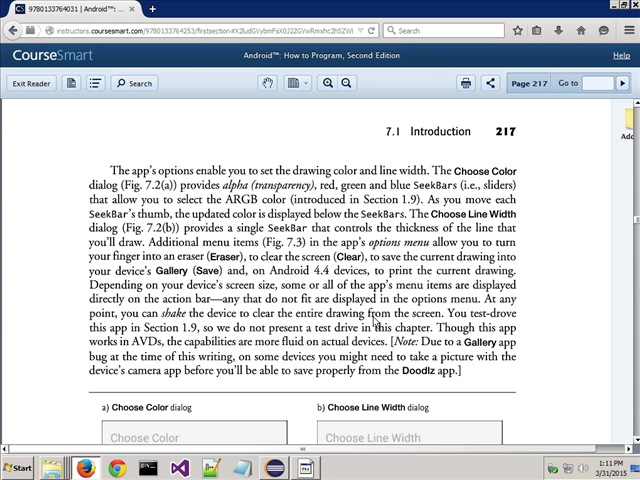 9780133764031 | Android™: ...
instructors.coursesmart.com/9780133764253/firstsection#
Search
CourseSmart
Android™: How to Program, Second Edition
Help
Exit Reader
Search
Page 217
Go to
7.1 Introduction 217
The app's options enable you to set the drawing color and line width. The Choose Color
dialog (Fig. 7.2(a)) provides alpha (transparency), red, green and blue SeekBars (i.e., sliders)
that allow you to select the ARGB color (introduced in Section 1.9). As you move each
SeekBar's thumb, the updated color is displayed below the SeekBars. The Choose Line Width
dialog (Fig. 7.2(b)) provides a single SeekBar that controls the thickness of the line that
you'll draw. Additional menu items (Fig. 7.3) in the app's options menu allow you to turn
your finger into an eraser (Eraser), to clear the screen (Clear), to save the current drawing into
your device's Gallery (Save) and, on Android 4.4 devices, to print the current drawing.
Depending on your device's screen size, some or all of the app's menu items are displayed
directly on the action bar—any that do not fit are displayed in the options menu. At any
point, you can shake the device to clear the entire drawing from the screen. You test-drove
this app in Section 1.9, so we do not present a test drive in this chapter. Though this app
works in AVDs, the capabilities are more fluid on actual devices. [Note: Due to a Gallery app
bug at the time of this writing, on some devices you might need to take a picture with the
device's camera app before you'll be able to save properly from the Doodlz app.]
a) Choose Color dialog
b) Choose Line Width dialog
Choose Color
Choose Line Width
Start
1:11 PM
3/31/2015